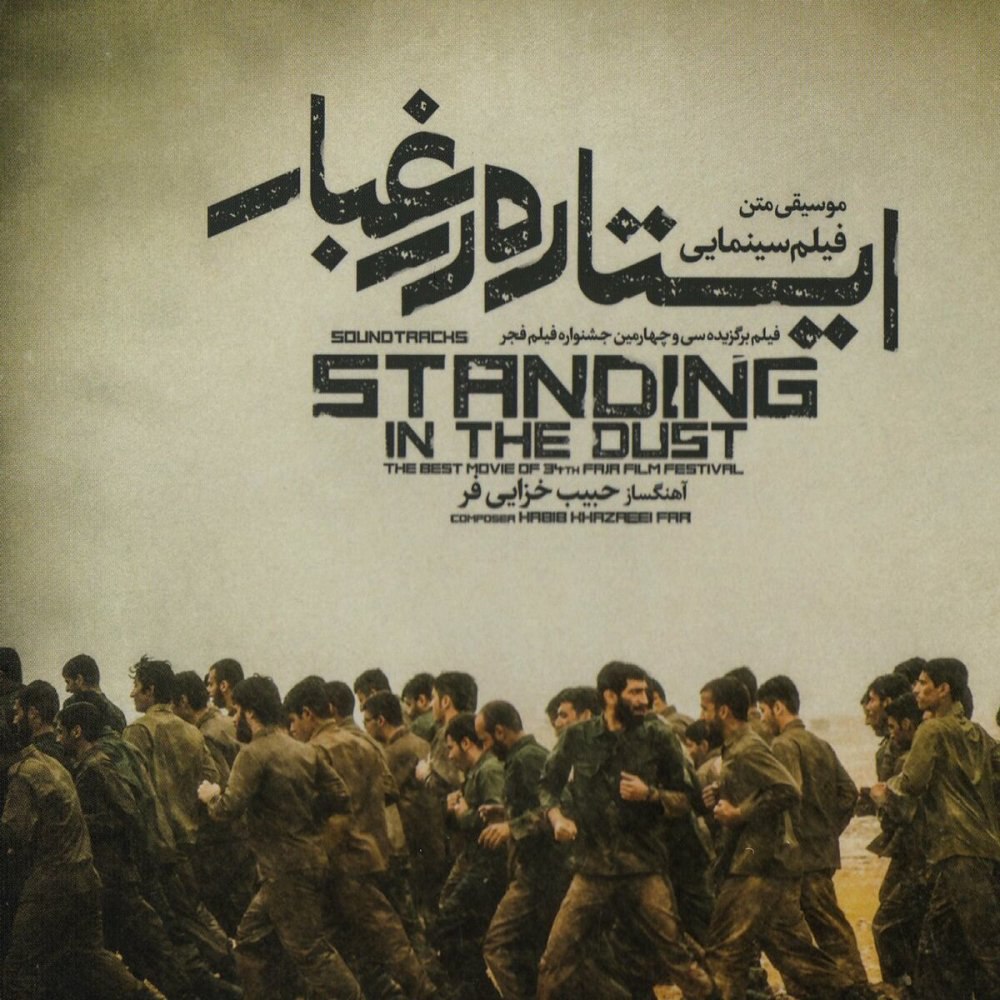 ایستاده در غبار
موسیقی متن
فیلم سینمایی
فیلم برگزیده سی و چهارمین جشنواره فیلم فجر
SOUNDTRACKS
STANDING
IN THE DUST
THE BEST MOVIE OF 34TH FAJR FILM FESTIVAL
آهنگساز حبیب خزایی فر
COMPOSER HABIB KHAZAEEI FAR